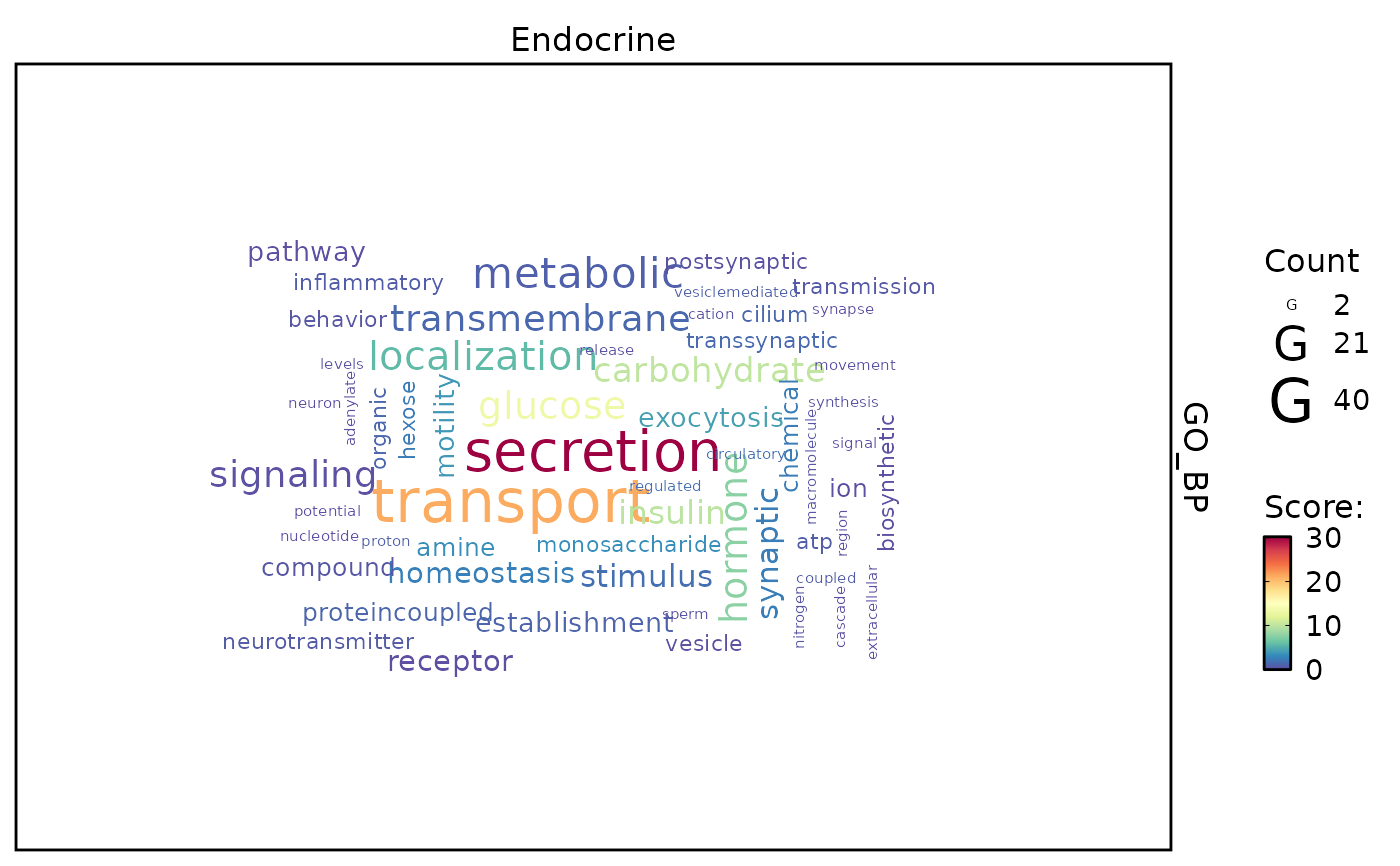 Endocrine
pathway
metabolic
postsynaptic
inflammatory
vesiclemediated
transmission
behavior
transmembrane
cation
cilium
synapse
transsynaptic
localization
release
levels
carbohydrate
movement
neuron
adenylate
organic
hexose
motility
glucose
exocytosis
chemical
synthesis
macromolecule
signal
biosynthetic
secretion
circulatory
signaling
transport
regulated
insulin
hormone
synaptic
ion
potential
nucleotide
proton
amine
monosaccharide
atp
region
compound
homeostasis
stimulus
coupled
nitrogen
cascade
extracellular
proteincoupled
establishment
sperm
neurotransmitter
vesicle
receptor
GO_BP
Count
G 2
G 21
G 40
Score:
30
20
10
0